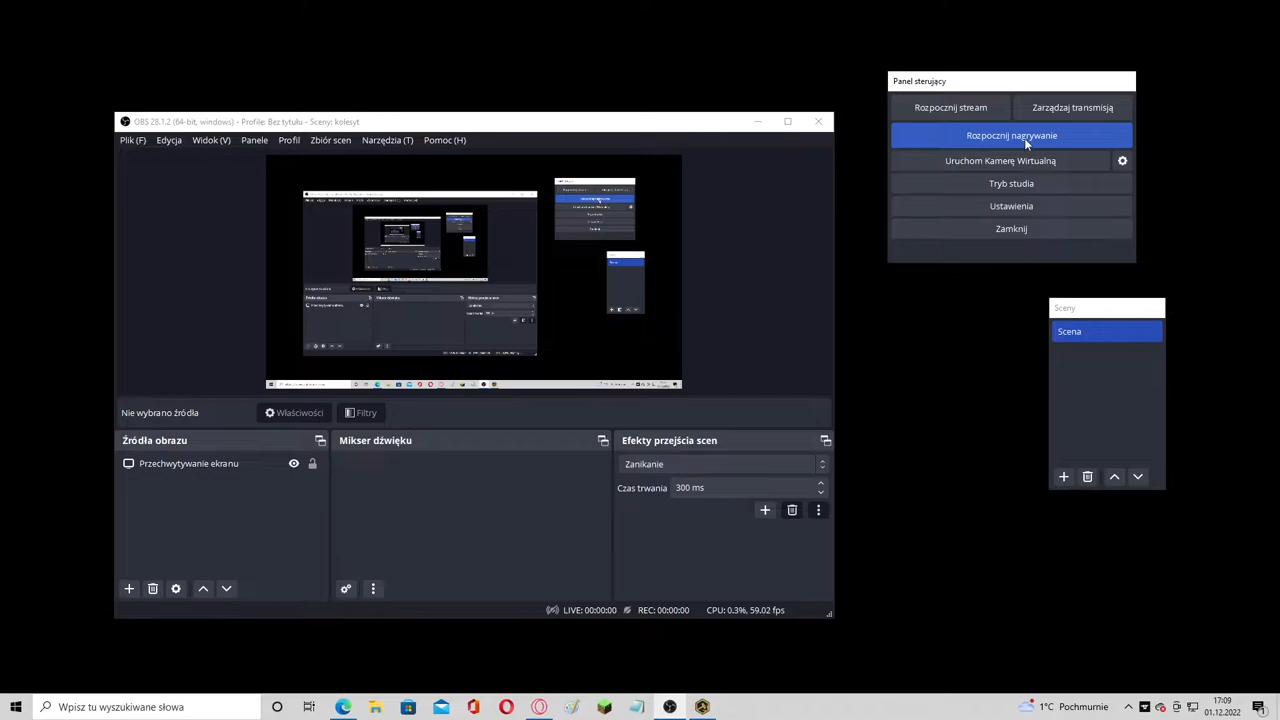 Panel sterujący
Rozpocznij stream
Zarządzaj transmisją
Rozpocznij nagrywanie
Uruchom Kamerę Wirtualną
Tryb studia
Ustawienia
Zamknij
OBS 28.1.2 (64-bit, windows) - Profile: Bez tytułu - Sceny: kolesyt
Plik (F) Edycja Widok (V) Panele Profil Zbiór scen Narzędzia (T) Pomoc (H)
Sceny
Scena
Nie wybrano źródła Właściwości Filtry
Źródła obrazu
Przechwytywanie ekranu
Mikser dźwięku
Efekty przejścia scen
Zanikanie
Czas trwania 300 ms
LIVE: 00:00:00 REC: 00:00:00 CPU: 0.3%, 59.02 fps
Wpisz tu wyszukiwane słowa
1°C Pochmurnie
17:09
01.12.2022